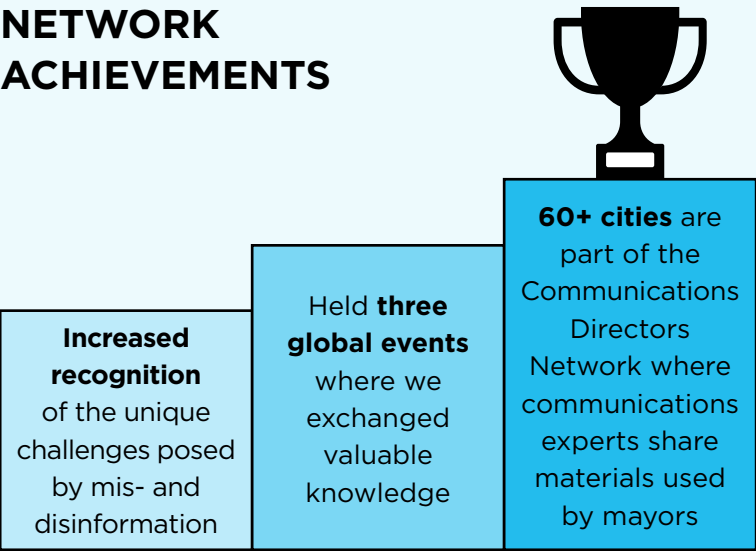 NETWORK
ACHIEVEMENTS
Increased
recognition
of the unique
challenges posed
by mis- and
disinformation
Held three
global events
where we
exchanged
valuable
knowledge
60+ cities are
part of the
Communications
Directors
Network where
communications
experts share
materials used
by mayors